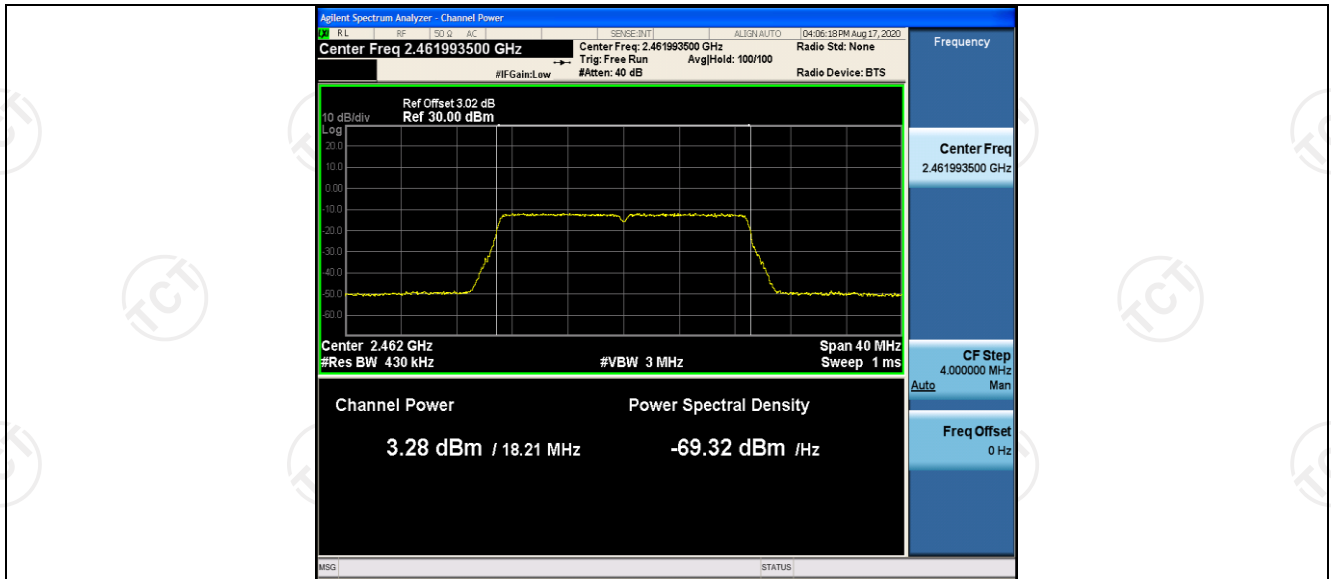 Agilent Spectrum Analyzer - Channel Power
RL RF 50 Ω AC SENSE:INT ALIGN AUTO 04:06:18 PM Aug 17, 2020
Center Freq 2.461993500 GHz
Center Freq: 2.461993500 GHz
Radio Std: None
Trig: Free Run Avg|Hold: 100/100
#IFGain:Low
#Atten: 40 dB
Radio Device: BTS
Frequency
Ref Offset 3.02 dB
10 dB/div Ref 30.00 dBm
Log
20.0
10.0
0.00
-10.0
-20.0
-30.0
-40.0
-50.0
-60.0
Center 2.462 GHz Span 40 MHz
#Res BW 430 kHz #VBW 3 MHz Sweep 1 ms
Channel Power Power Spectral Density
3.28 dBm / 18.21 MHz -69.32 dBm /Hz
Center Freq
2.461993500 GHz
CF Step
4.000000 MHz
Auto Man
Freq Offset
0 Hz
MSG STATUS
TCT
TCT
TCT
TCT
TCT
TCT